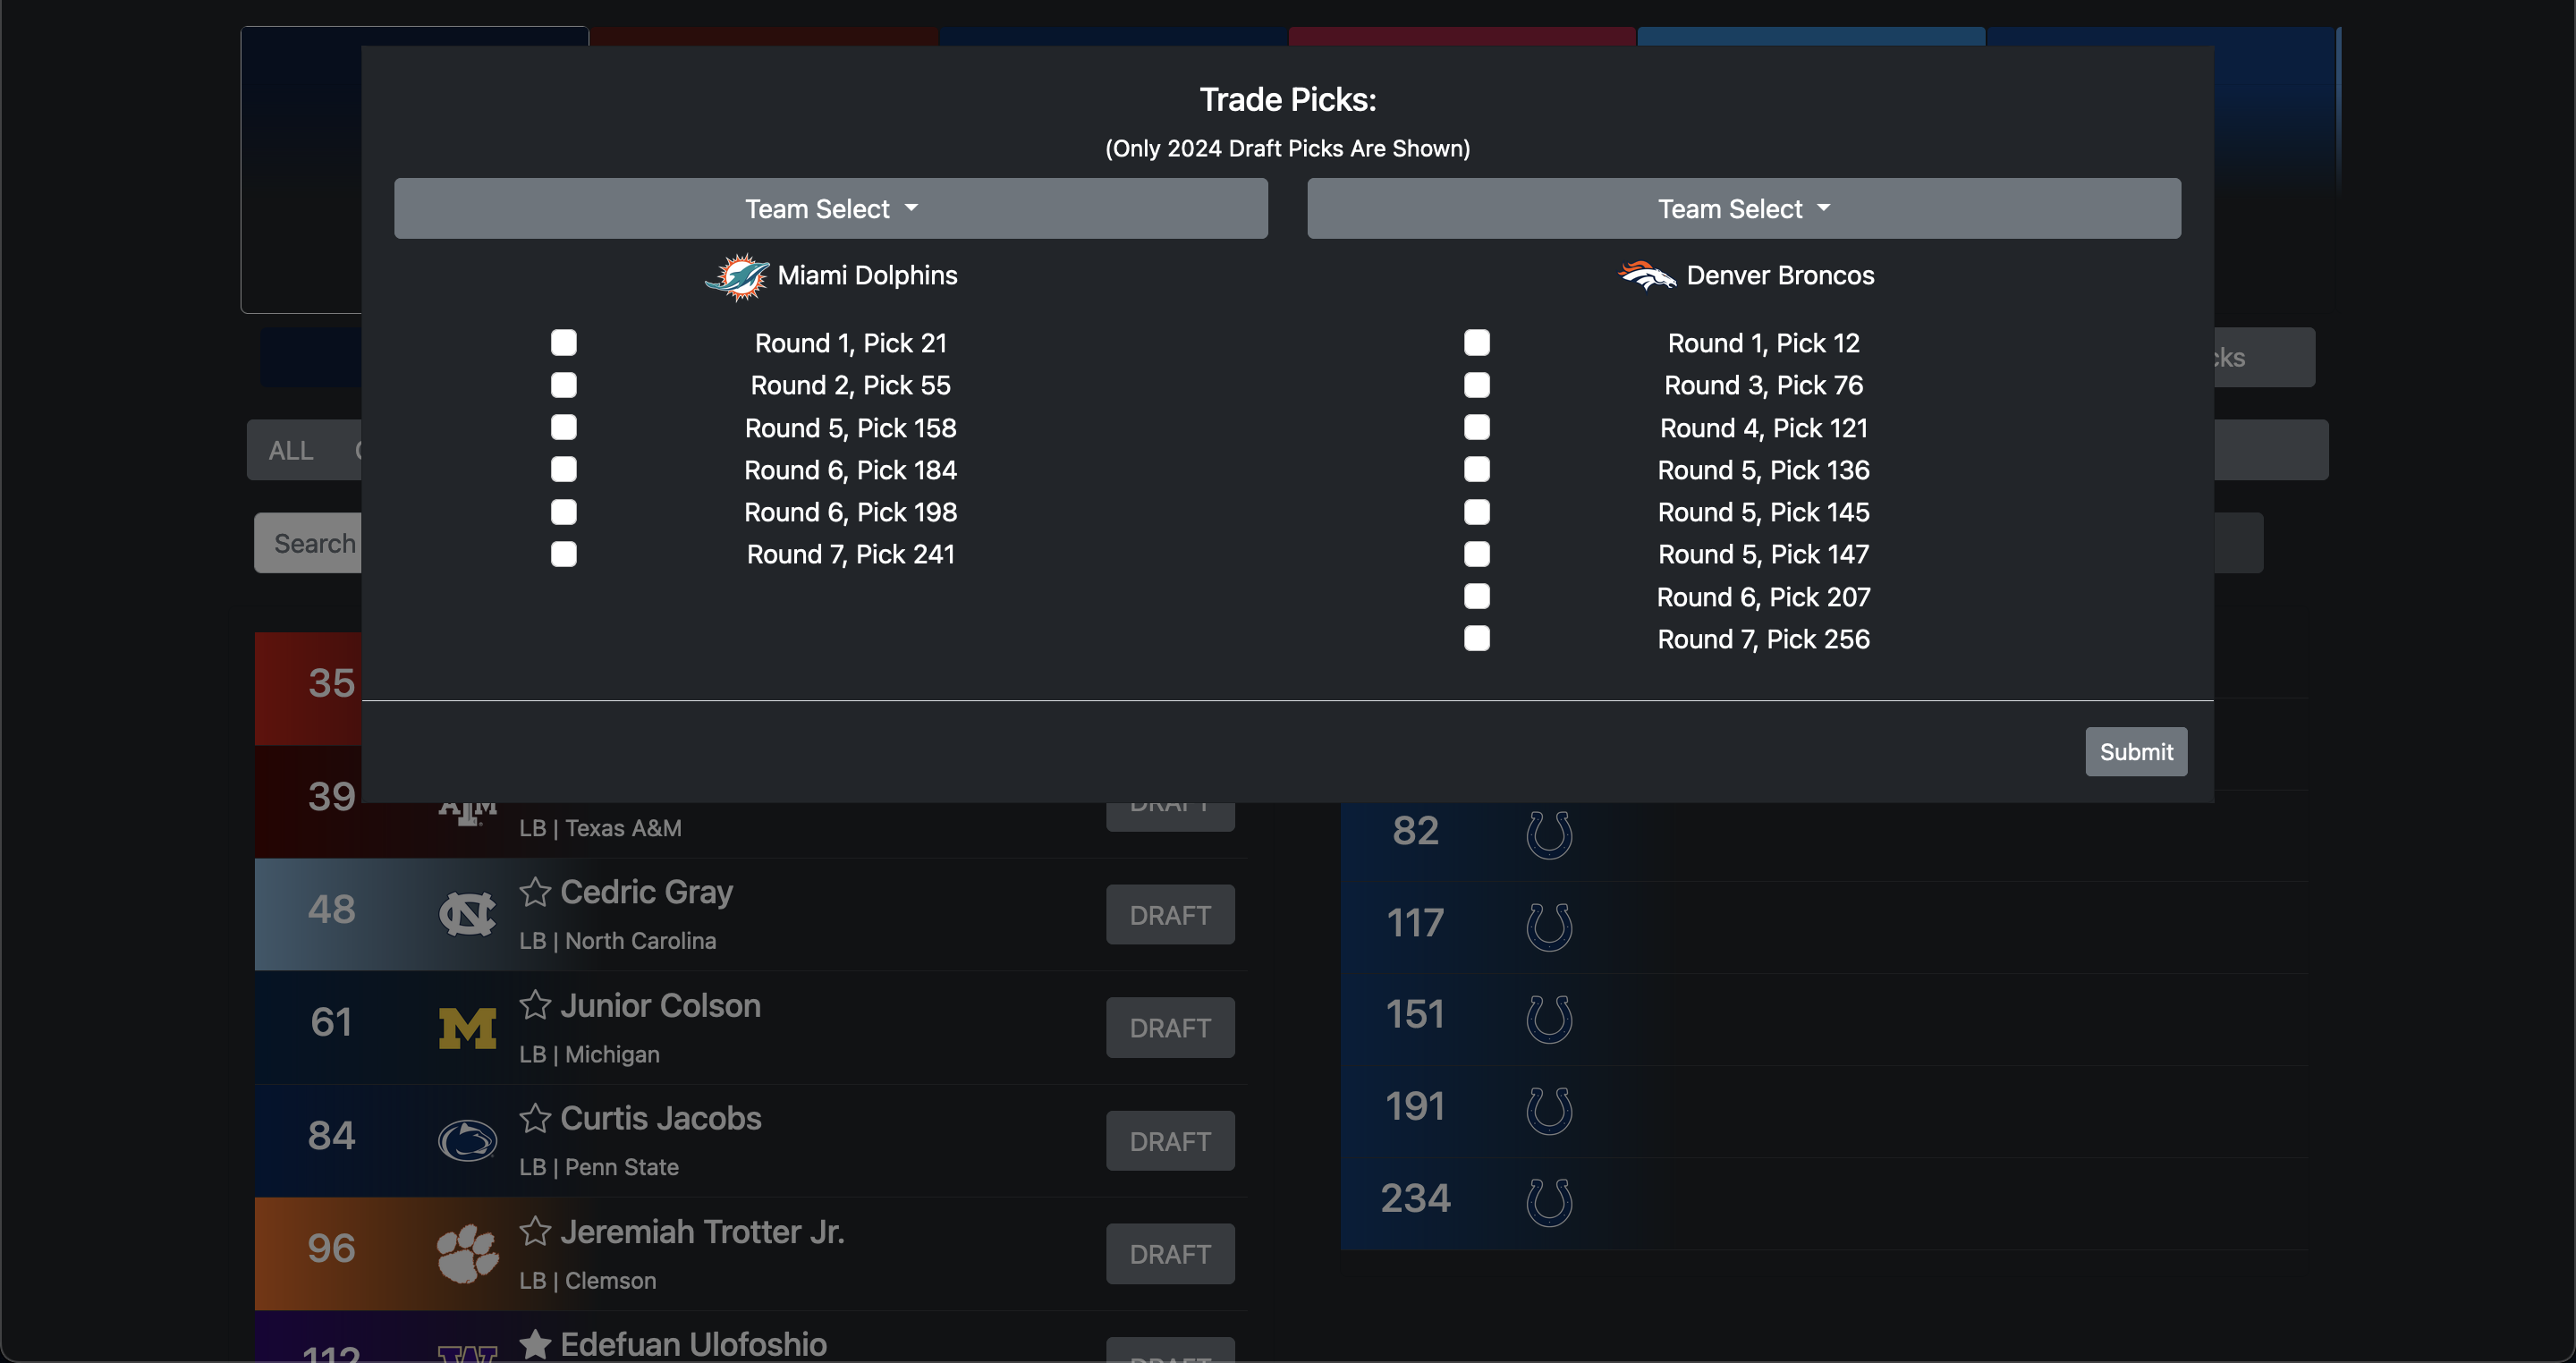 Trade Picks:
(Only 2024 Draft Picks Are Shown)
Team Select
Team Select
Miami Dolphins
Round 1, Pick 21
Round 2, Pick 55
Round 5, Pick 158
Round 6, Pick 184
Round 6, Pick 198
Round 7, Pick 241
Denver Broncos
Round 1, Pick 12
Round 3, Pick 76
Round 4, Pick 121
Round 5, Pick 136
Round 5, Pick 145
Round 5, Pick 147
Round 6, Pick 207
Round 7, Pick 256
Submit
ALL
Search
35
39
LB | Texas A&M
DRAFT
48
Cedric Gray
LB | North Carolina
DRAFT
61
Junior Colson
LB | Michigan
DRAFT
84
Curtis Jacobs
LB | Penn State
DRAFT
96
Jeremiah Trotter Jr.
LB | Clemson
DRAFT
112
Edefuan Ulofoshio
DRAFT
82
117
151
191
234